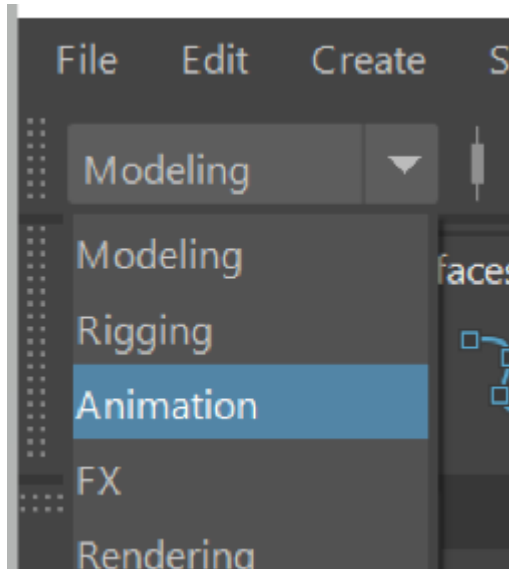 File Edit Create
Modeling
Modeling
Rigging
Animation
FX
Rendering